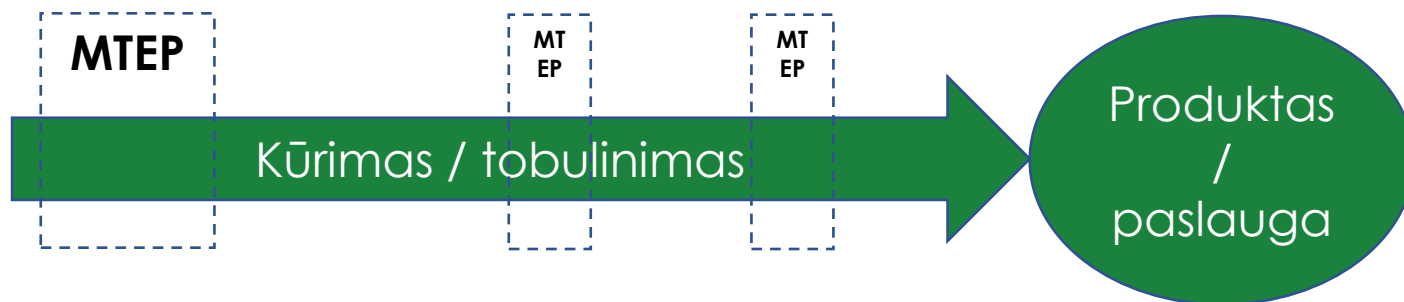 MTEP
MT
EP
MT
EP
Kūrimas / tobulinimas
Produktas
/
paslauga